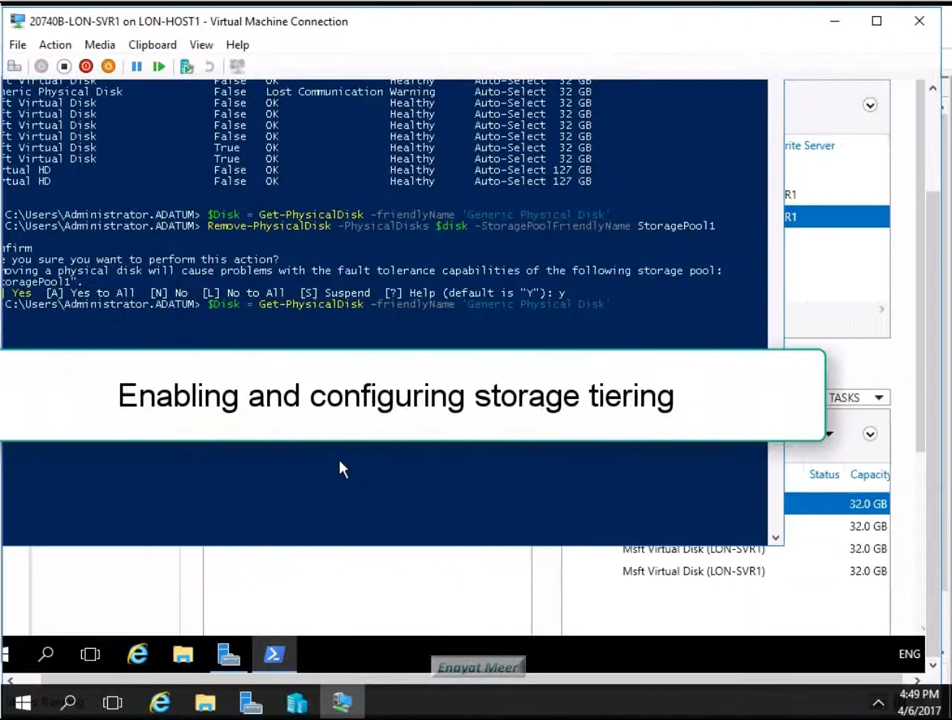 20740B-LON-SVR1 on LON-HOST1 - Virtual Machine Connection
File Action Media Clipboard View Help
False OK Healthy Auto-Select 32 GB
neric Physical Disk False Lost Communication Warning Auto-Select 32 GB
ft Virtual Disk False OK Healthy Auto-Select 32 GB
ft Virtual Disk False OK Healthy Auto-Select 32 GB
ft Virtual Disk False OK Healthy Auto-Select 32 GB
ft Virtual Disk False OK Healthy Auto-Select 32 GB
ft Virtual Disk True OK Healthy Auto-Select 32 GB
ft Virtual Disk True OK Healthy Auto-Select 32 GB
rtual HD False OK Healthy Auto-Select 127 GB
rtual HD False OK Healthy Auto-Select 127 GB
C:\Users\Administrator.ADATUM> $Disk = Get-PhysicalDisk -friendlyName 'Generic Physical Disk'
C:\Users\Administrator.ADATUM> Remove-PhysicalDisk -PhysicalDisks $disk -StoragePoolFriendlyName StoragePool1
nfirm
e you sure you want to perform this action?
moving a physical disk will cause problems with the fault tolerance capabilities of the following storage pool:
toragePool1".
] Yes [A] Yes to All [N] No [L] No to All [S] Suspend [?] Help (default is "Y"): y
C:\Users\Administrator.ADATUM> $Disk = Get-PhysicalDisk -friendlyName 'Generic Physical Disk'
rite Server
R1
R1
Enabling and configuring storage tiering
TASKS
Status Capacity
32.0 GB
32.0 GB
Msft Virtual Disk (LON-SVR1) 32.0 GB
Msft Virtual Disk (LON-SVR1) 32.0 GB
ENG
Enayat Meer
4:49 PM
4/6/2017